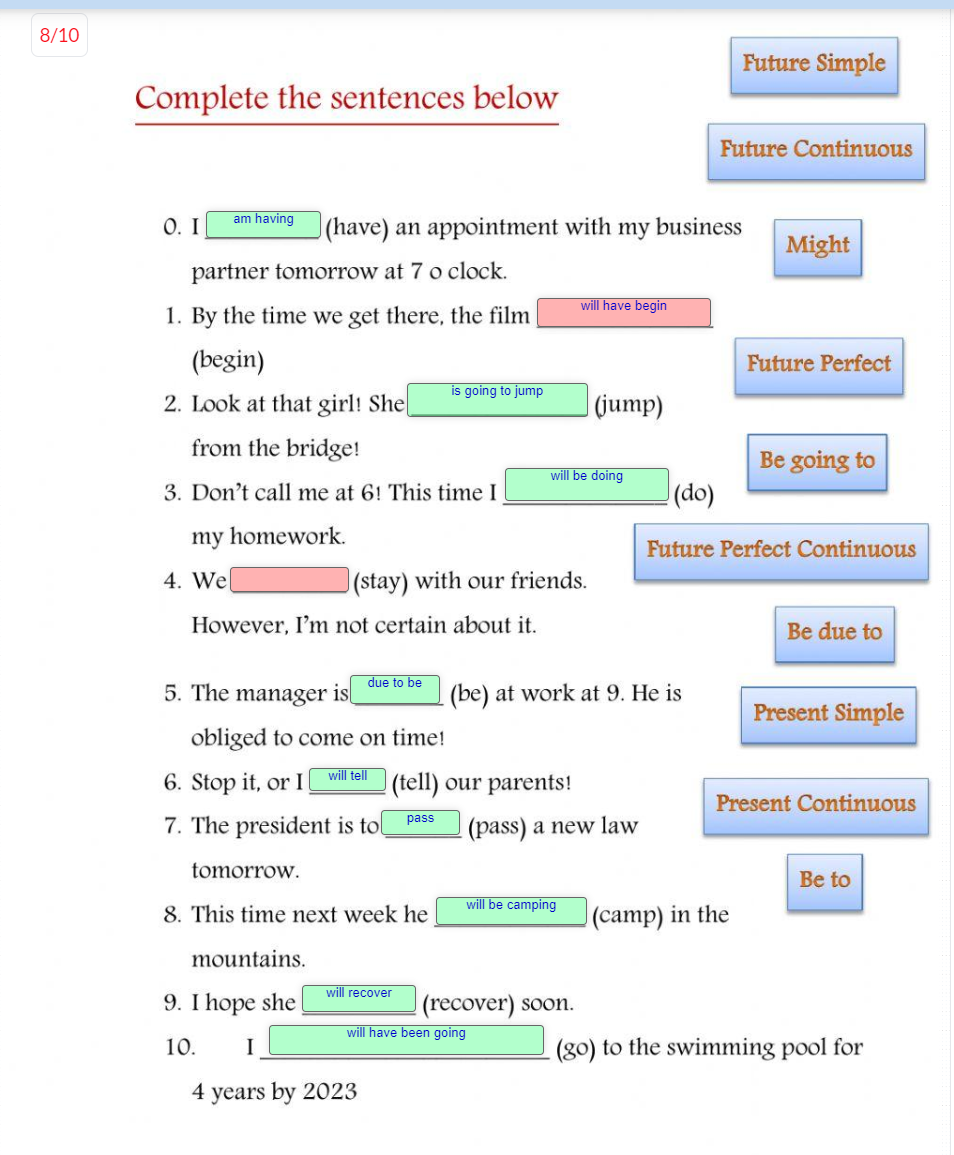 8/10
Future Simple
Complete the sentences below
Future Continuous
0. I am having (have) an appointment with my business
Might
partner tomorrow at 7 o clock.
1. By the time we get there, the film will have begin
(begin)
Future Perfect
2. Look at that girl! She is going to jump (jump)
from the bridge!
Be going to
3. Don't call me at 6! This time I will be doing (do)
my homework.
Future Perfect Continuous
4. We (stay) with our friends.
However, I'm not certain about it.
Be due to
5. The manager is due to be (be) at work at 9. He is
Present Simple
obliged to come on time!
6. Stop it, or I will tell (tell) our parents!
Present Continuous
7. The president is to pass (pass) a new law
tomorrow.
Be to
8. This time next week he will be camping (camp) in the
mountains.
9. I hope she will recover (recover) soon.
10. I will have been going (go) to the swimming pool for
4 years by 2023